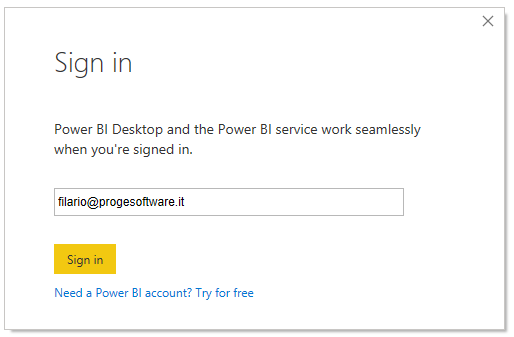 Sign in
Power BI Desktop and the Power BI service work seamlessly
when you're signed in.
filario@progesoftware.it
Sign in
Need a Power BI account? Try for free